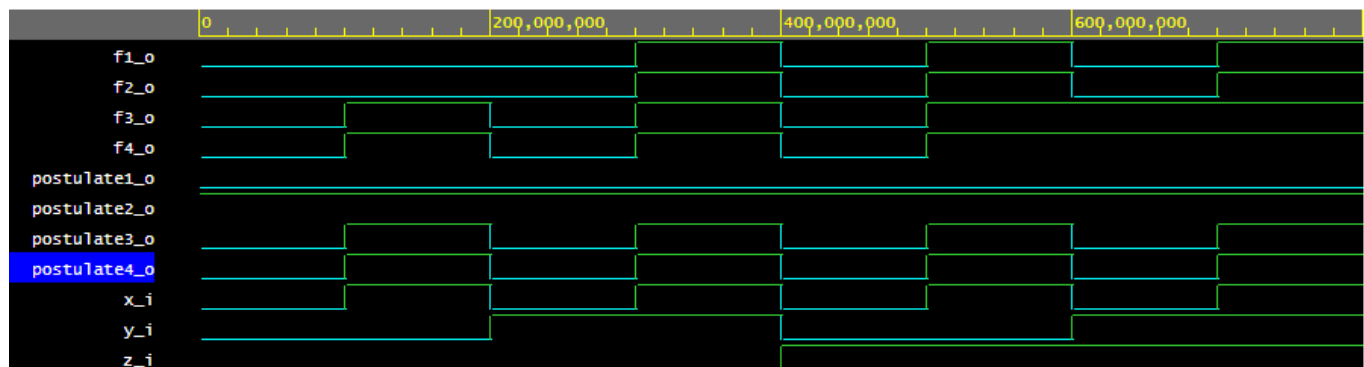 0 200,000,000 400,000,000 600,000,000
f1_o
f2_o
f3_o
f4_o
postulate1_o
postulate2_o
postulate3_o
postulate4_o
x_i
y_i
z_i